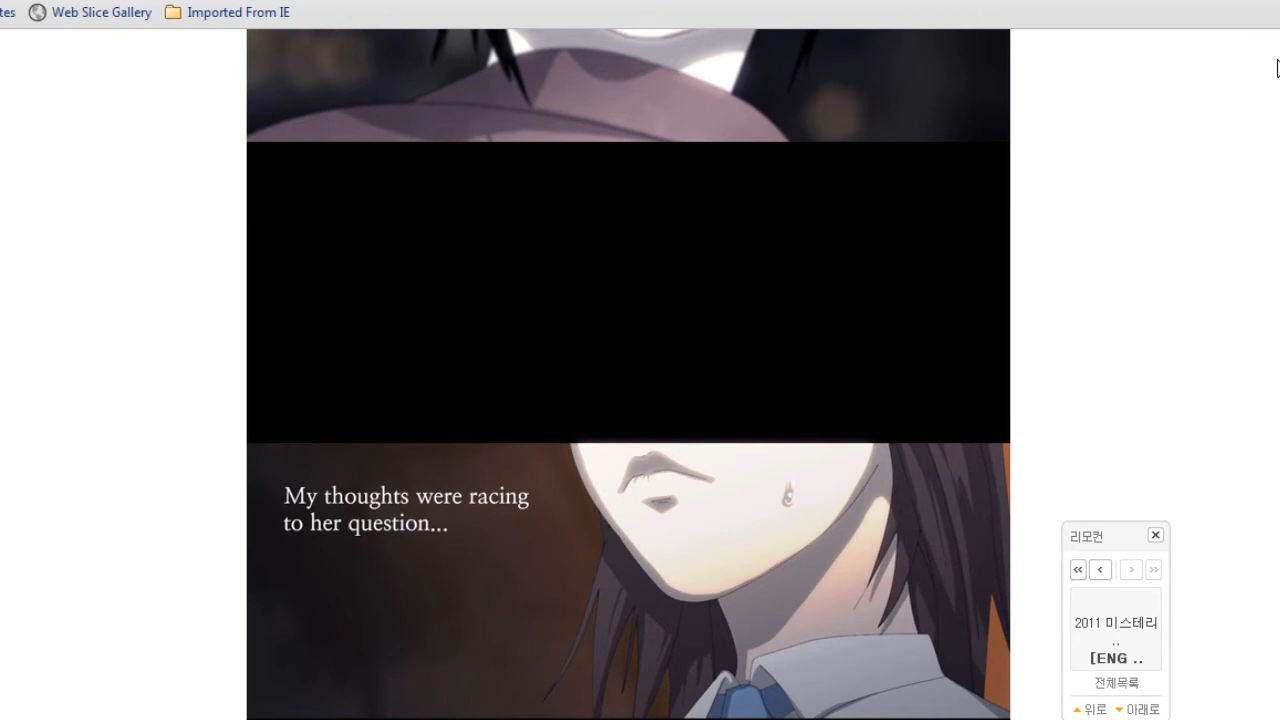 tes Web Slice Gallery Imported From IE
My thoughts were racing
to her question...
리모컨
2011 미스테리
..
[ENG ..
전체목록
위로 아래로